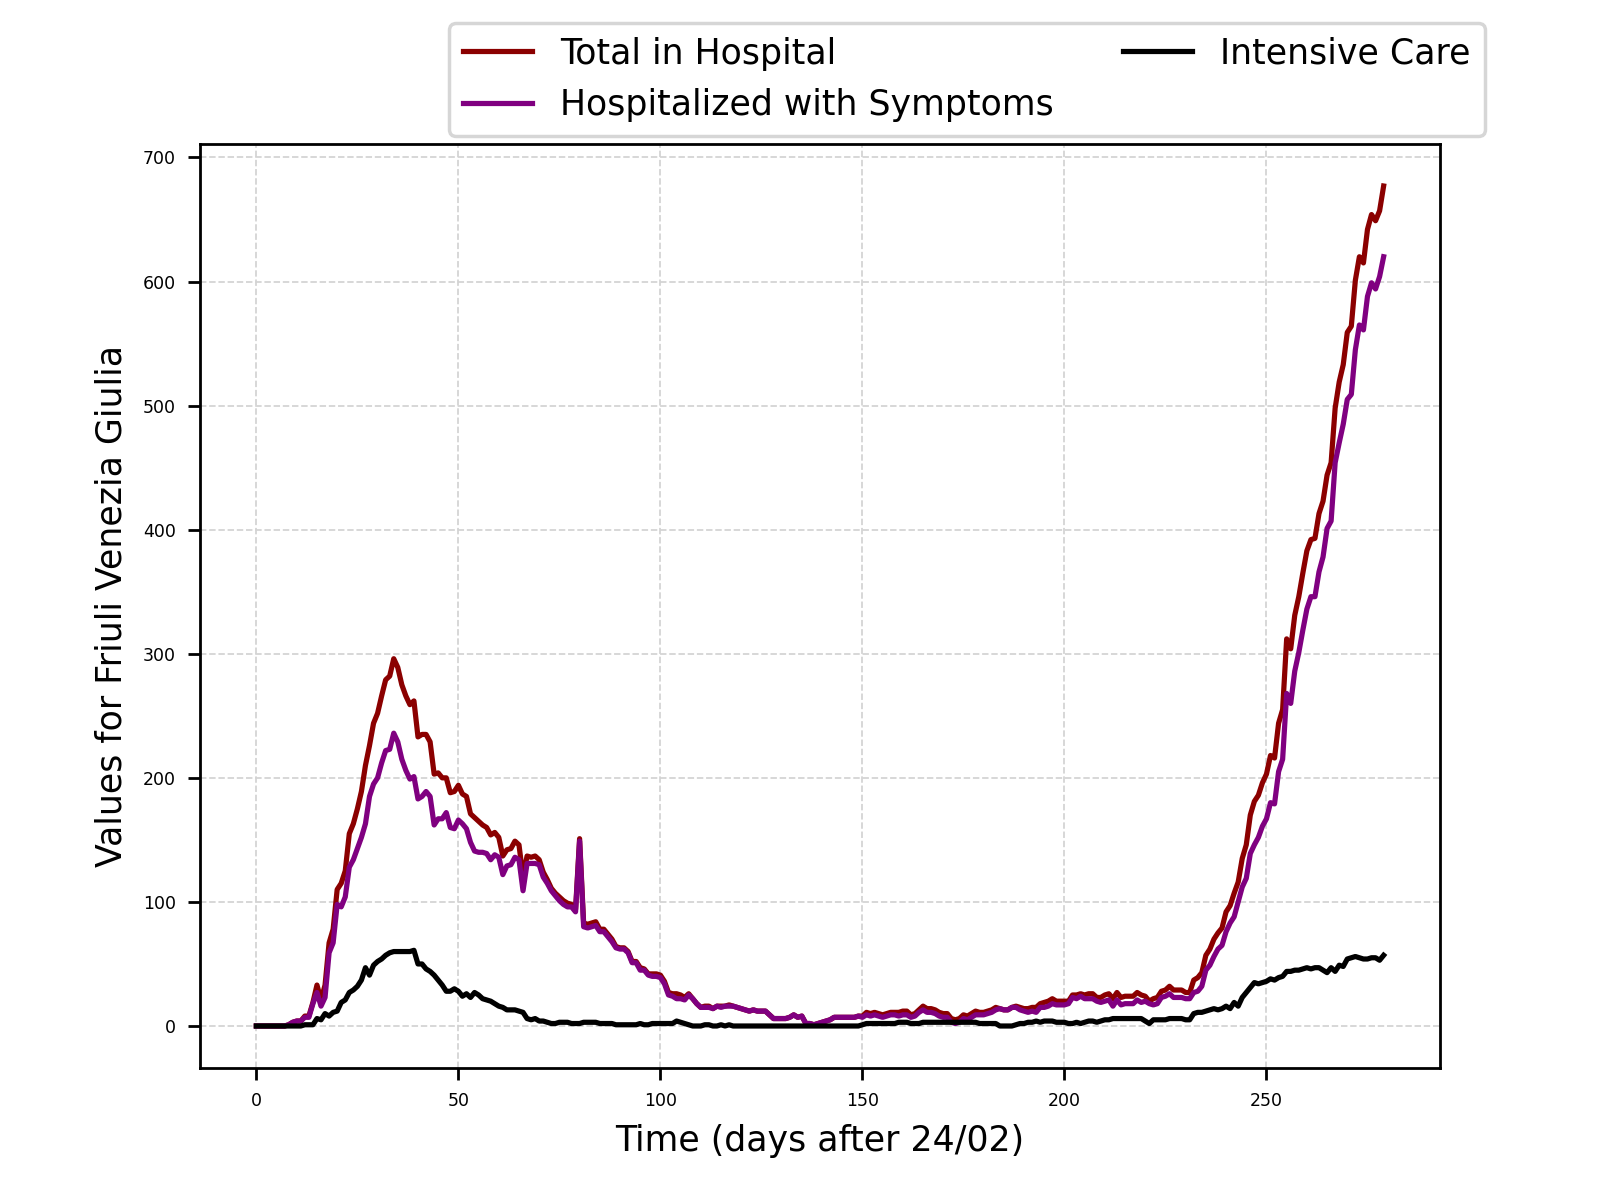 Total in Hospital
Hospitalized with Symptoms
Intensive Care
Values for Friuli Venezia Giulia
700
600
500
400
300
200
100
0
0 50 100 150 200 250
Time (days after 24/02)